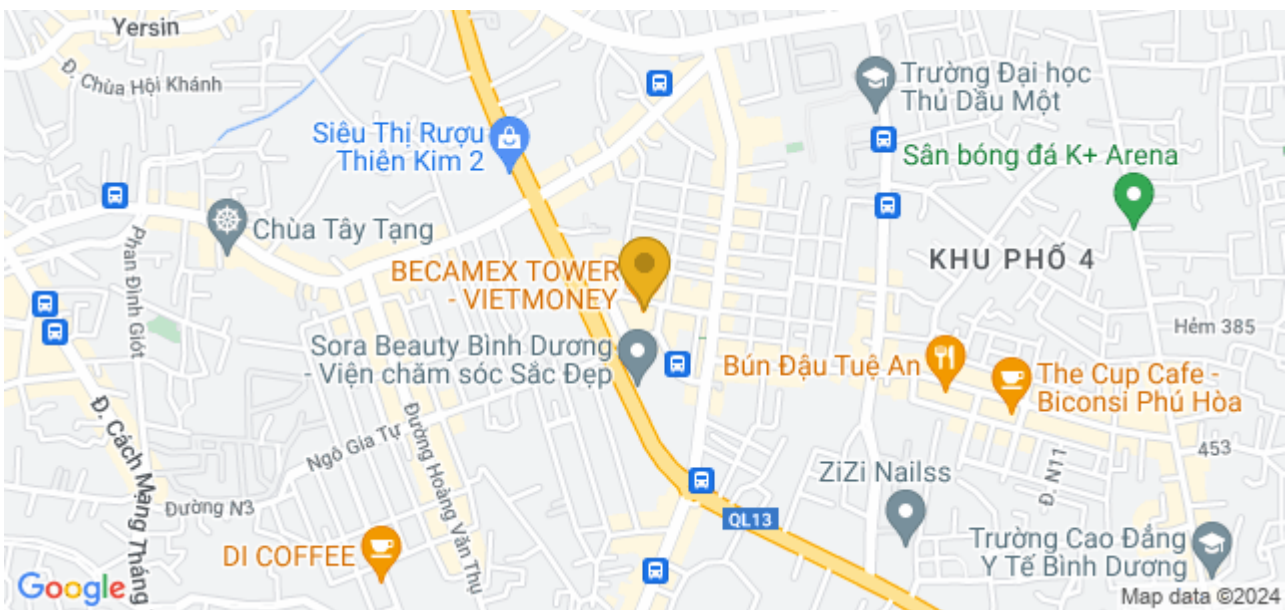 Yersin
Đ. Chùa Hội Khánh
Siêu Thị Rượu
Thiên Kim 2
Trường Đại học
Thủ Dầu Một
Sân bóng đá K+ Arena
Chùa Tây Tạng
Phan Đình Giót
KHU PHỐ 4
BECAMEX TOWER
- VIETMONEY
Hẻm 385
Sora Beauty Bình Dương
- Viện chăm sóc Sắc Đẹp
Bún Đậu Tuệ An
The Cup Cafe -
Biconsi Phú Hòa
Đ. Cách Mạng Tháng
Ngô Gia Tự
Đường Hoàng Văn Thụ
453
Đ. N11
ZiZi Nailss
Đường N3
QL13
DI COFFEE
Trường Cao Đẳng
Y Tế Bình Dương
Google
Map data ©2024